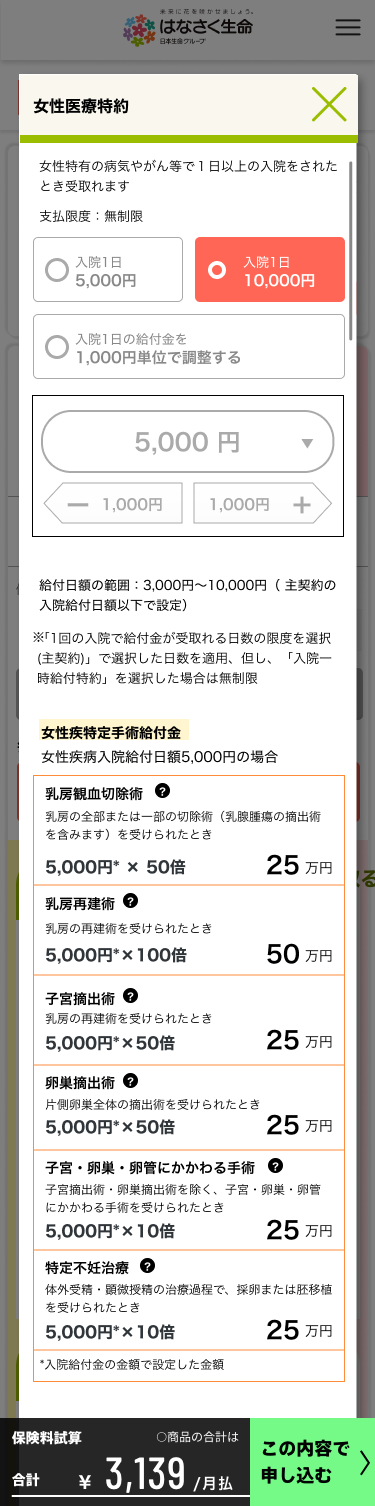 未来に花を咲かせましょう。
はなさく生命
日本生命グループ
女性医療特約
女性特有の病気やがん等で1日以上の入院をされた
とき受取れます
支払限度：無制限
入院1日
5,000円
入院1日
10,000円
入院1日の給付金を
1,000円単位で調整する
5,000 円 ▼
— 1,000円
1,000円 +
給付日額の範囲：3,000円〜10,000円（ 主契約の
入院給付日額以下で設定）
※「1回の入院で給付金が受取れる日数の限度を選択
(主契約)」で選択した日数を適用、但し、「入院一
時給付特約」を選択した場合は無制限
女性疾特定手術給付金
女性疾病入院給付日額5,000円の場合
乳房観血切除術 ?
乳房の全部または一部の切除術（乳腺腫瘍の摘出術
を含みます）を受けられたとき
5,000円* × 50倍 25 万円
乳房再建術 ?
乳房の再建術を受けられたとき
5,000円*×100倍 50 万円
子宮摘出術 ?
乳房の再建術を受けられたとき
5,000円*×50倍 25 万円
卵巣摘出術 ?
片側卵巣全体の摘出術を受けられたとき
5,000円*×50倍 25 万円
子宮・卵巣・卵管にかかわる手術 ?
子宮摘出術・卵巣摘出術を除く、子宮・卵巣・卵管
にかかわる手術を受けられたとき
5,000円*×10倍 25 万円
特定不妊治療 ?
体外受精・顕微授精の治療過程で、採卵または胚移植
を受けられたとき
5,000円*×10倍 25 万円
*入院給付金の金額で設定した金額
保険料試算 ○商品の合計は
合計 ¥ 3,139 /月払
この内容で
申し込む